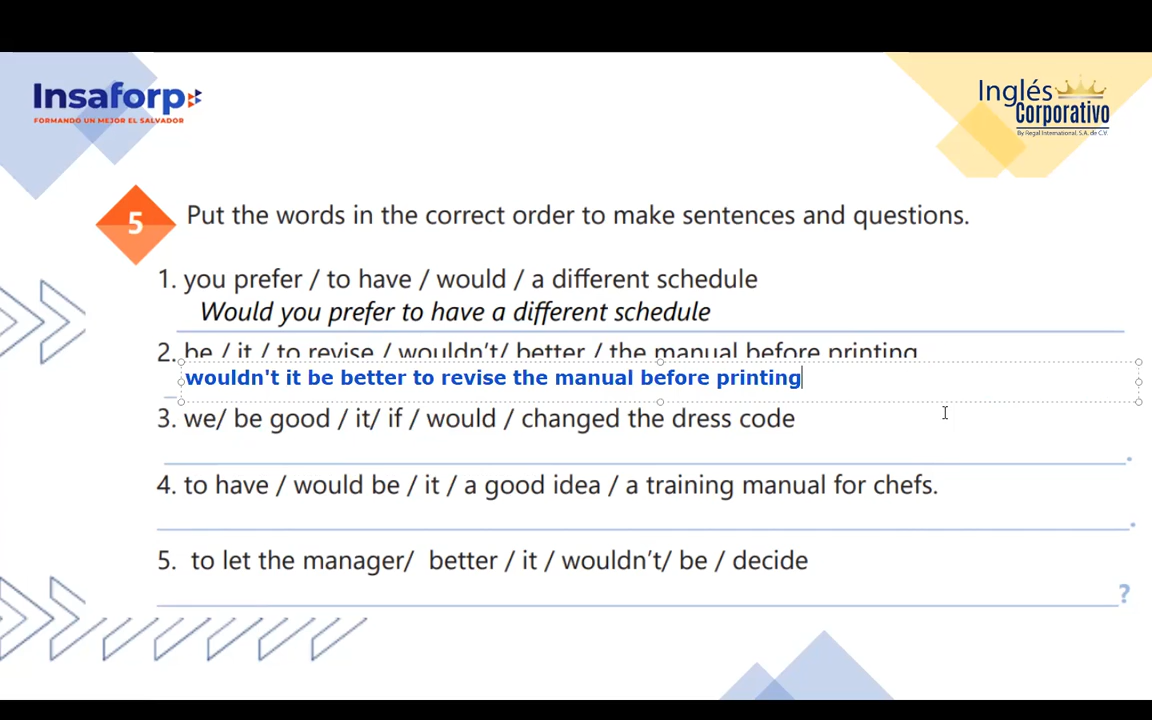 Insaforp
FORMANDO UN MEJOR EL SALVADOR
Inglés
Corporativo
By Regal International, S.A. de C.V.
5
Put the words in the correct order to make sentences and questions.
1. you prefer / to have / would / a different schedule
Would you prefer to have a different schedule
2. be / it / to revise / wouldn't/ better / the manual before printing
wouldn't it be better to revise the manual before printing
3. we/ be good / it/ if / would / changed the dress code
.
4. to have / would be / it / a good idea / a training manual for chefs.
.
5. to let the manager/ better / it / wouldn't/ be / decide
?